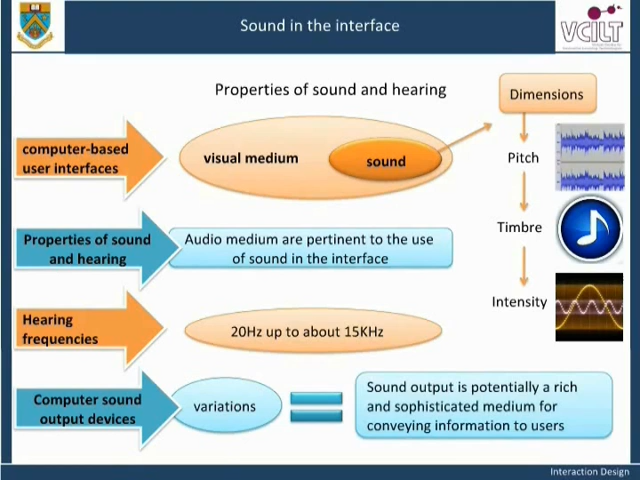 Sound in the interface
VCILT
Properties of sound and hearing
Dimensions
computer-based
user interfaces
visual medium
sound
Pitch
Properties of sound
and hearing
Audio medium are pertinent to the use
of sound in the interface
Timbre
Intensity
Hearing
frequencies
20Hz up to about 15KHz
Computer sound
output devices
variations
Sound output is potentially a rich
and sophisticated medium for
conveying information to users
Interaction Design